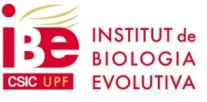 iBE
CSIC UPF
INSTITUT de
BIOLOGIA
EVOLUTIVA